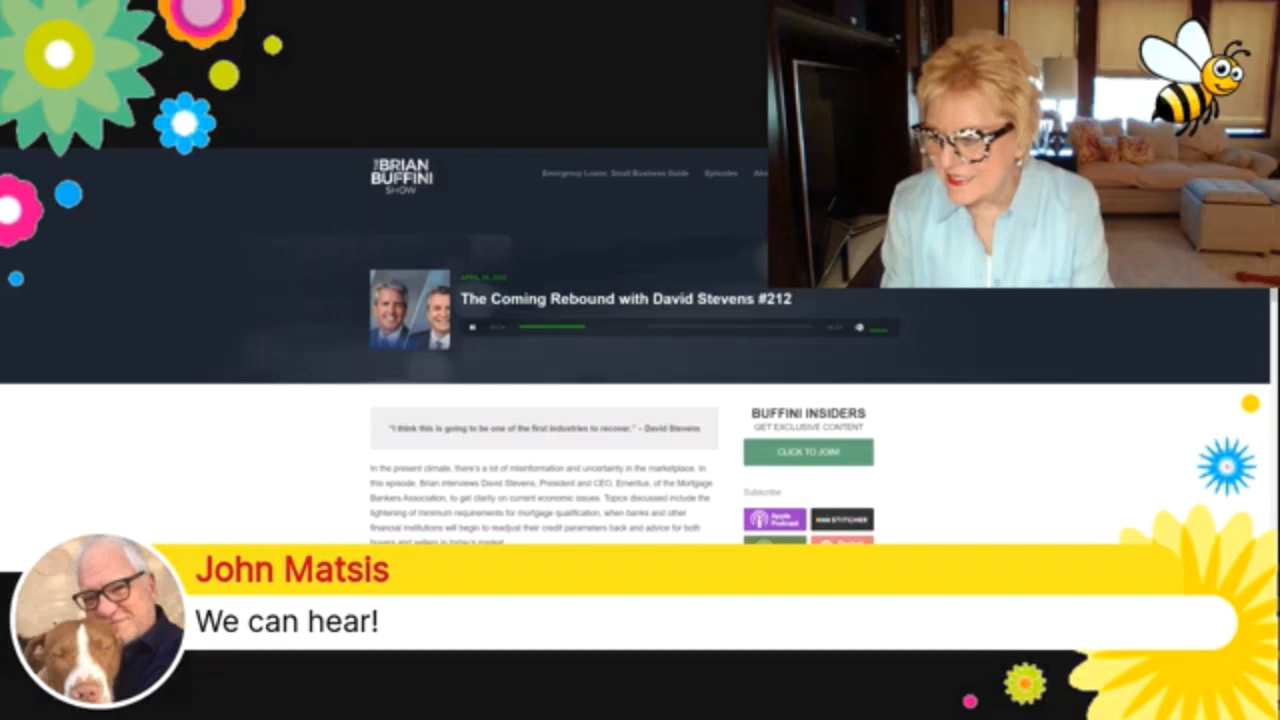 THE
BRIAN
BUFFINI
SHOW
Emergency Loans: Small Business Guide Episodes
The Coming Rebound with David Stevens #212
"I think this is going to be one of the first industries to recover." – David Stevens
In the present climate, there's a lot of misinformation and uncertainty in the marketplace. In
this episode, Brian interviews David Stevens, President and CEO, Emeritus, of the Mortgage
Bankers Association, to get clarity on current economic issues. Topics discussed include the
tightening of minimum requirements for mortgage qualification, when banks and other
financial institutions will begin to readjust their credit parameters back and advice for both
buyers and sellers in today's market.
BUFFINI INSIDERS
GET EXCLUSIVE CONTENT
CLICK TO JOIN!
Subscribe
Apple
Podcast
STITCHER
John Matsis
We can hear!